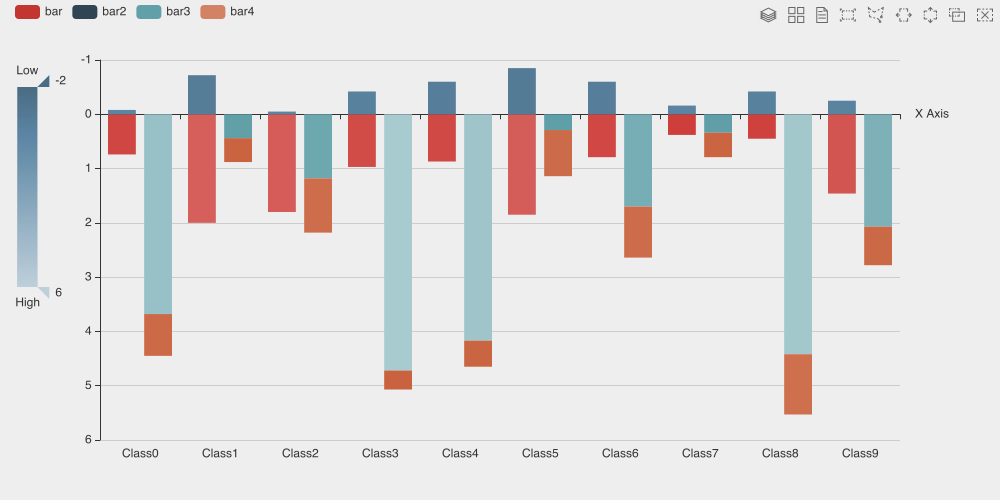 bar bar2 bar3 bar4
Low
-2
6
High
-1
0
1
2
3
4
5
6
X Axis
Class0 Class1 Class2 Class3 Class4 Class5 Class6 Class7 Class8 Class9